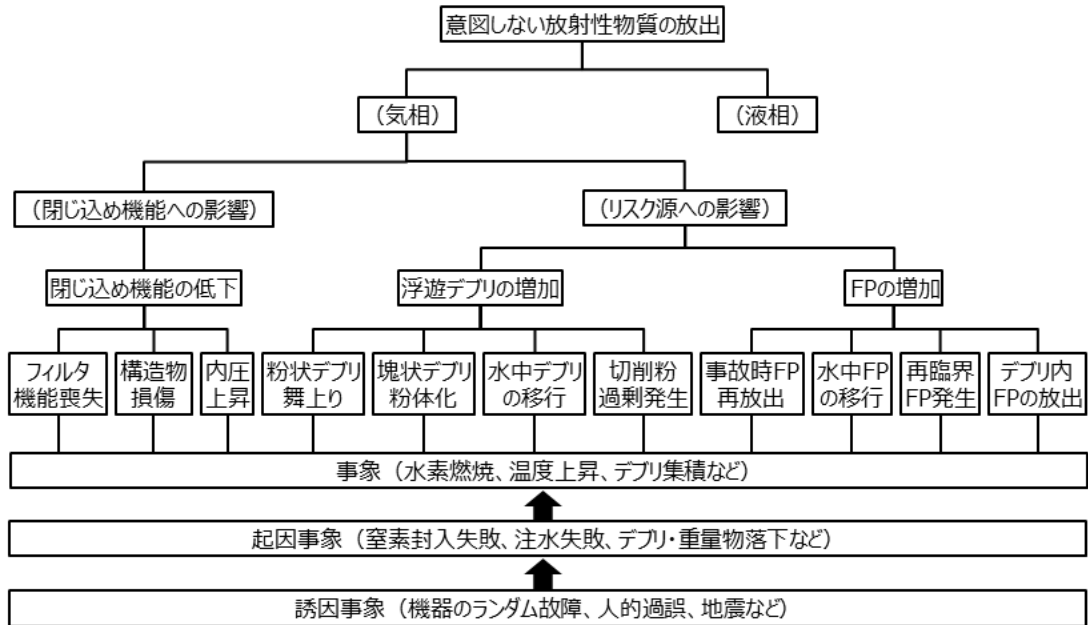 意図しない放射性物質の放出
（気相）
（液相）
（閉じ込め機能への影響）
（リスク源への影響）
閉じ込め機能の低下
浮遊デブリの増加
FPの増加
フィルタ
機能喪失
構造物
損傷
内圧
上昇
粉状デブリ
舞上り
塊状デブリ
粉体化
水中デブリ
の移行
切削粉
過剰発生
事故時FP
再放出
水中FP
の移行
再臨界
FP発生
デブリ内
FPの放出
事象（水素燃焼、温度上昇、デブリ集積など）
起因事象（窒素封入失敗、注水失敗、デブリ・重量物落下など）
誘因事象（機器のランダム故障、人的過誤、地震など）